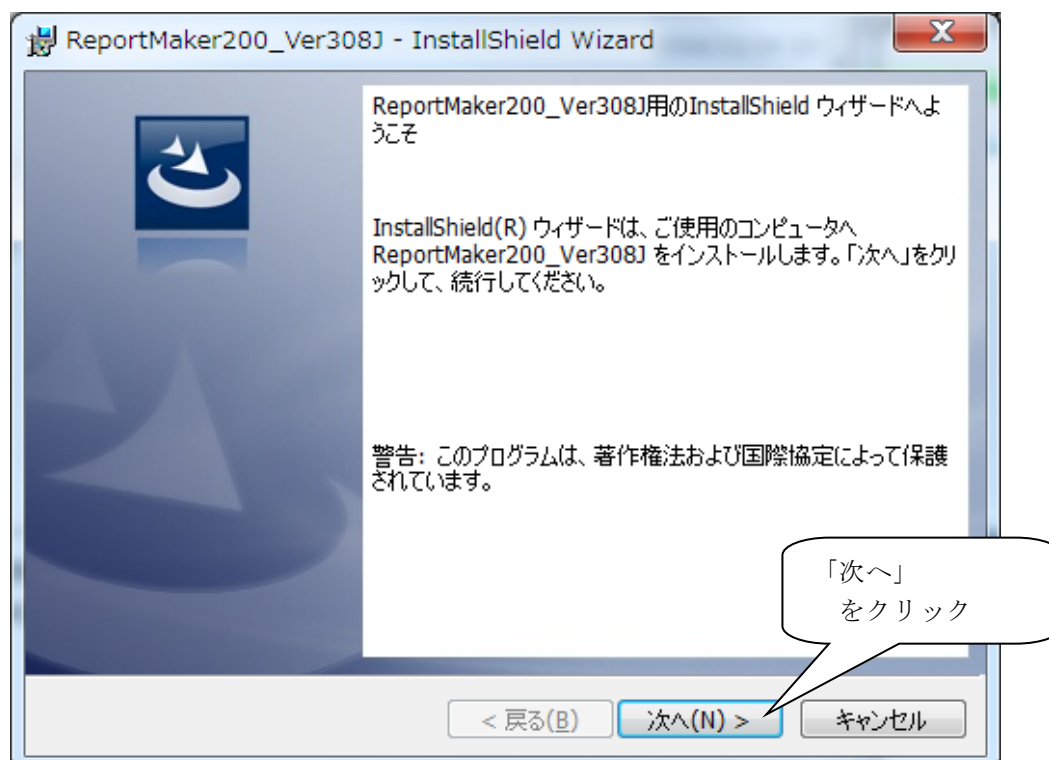 ReportMaker200_Ver308J - InstallShield Wizard
ReportMaker200_Ver308J用のInstallShield ウィザードへよ
うこそ
InstallShield(R) ウィザードは、ご使用のコンピュータへ
ReportMaker200_Ver308J をインストールします。「次へ」をクリ
ックして、続行してください。
警告: このプログラムは、著作権法および国際協定によって保護
されています。
「次へ」
をクリック
< 戻る(B)
次へ(N) >
キャンセル